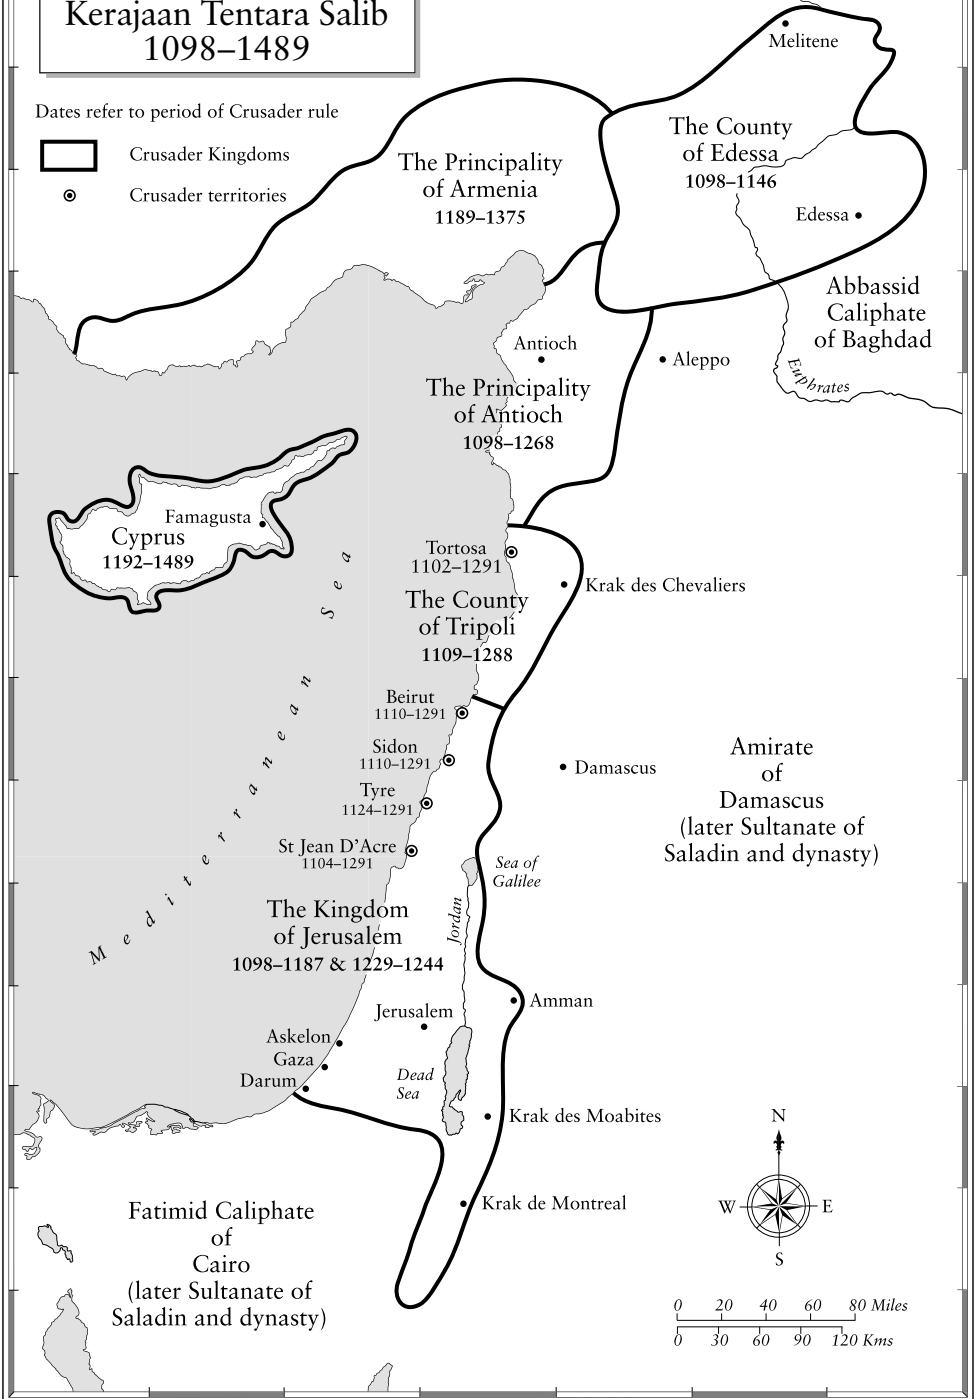 Kerajaan Tentara Salib
1098–1489
Dates refer to period of Crusader rule
Crusader Kingdoms
Crusader territories
Melitene
The County
of Edessa
1098–1146
Edessa
The Principality
of Armenia
1189–1375
Abbassid
Caliphate
of Baghdad
Euphrates
Antioch
Aleppo
The Principality
of Antioch
1098–1268
Famagusta
Cyprus
1192–1489
Tortosa
1102–1291
Krak des Chevaliers
The County
of Tripoli
1109–1288
Mediterranean Sea
Beirut
1110–1291
Sidon
1110–1291
Damascus
Amirate
of
Damascus
(later Sultanate of
Saladin and dynasty)
Tyre
1124–1291
St Jean D’Acre
1104–1291
Sea of
Galilee
Jordan
The Kingdom
of Jerusalem
1098–1187 & 1229–1244
Amman
Jerusalem
Askelon
Gaza
Darum
Dead
Sea
Krak des Moabites
Krak de Montreal
Fatimid Caliphate
of
Cairo
(later Sultanate of
Saladin and dynasty)
N
W E
S
0 20 40 60 80 Miles
0 30 60 90 120 Kms